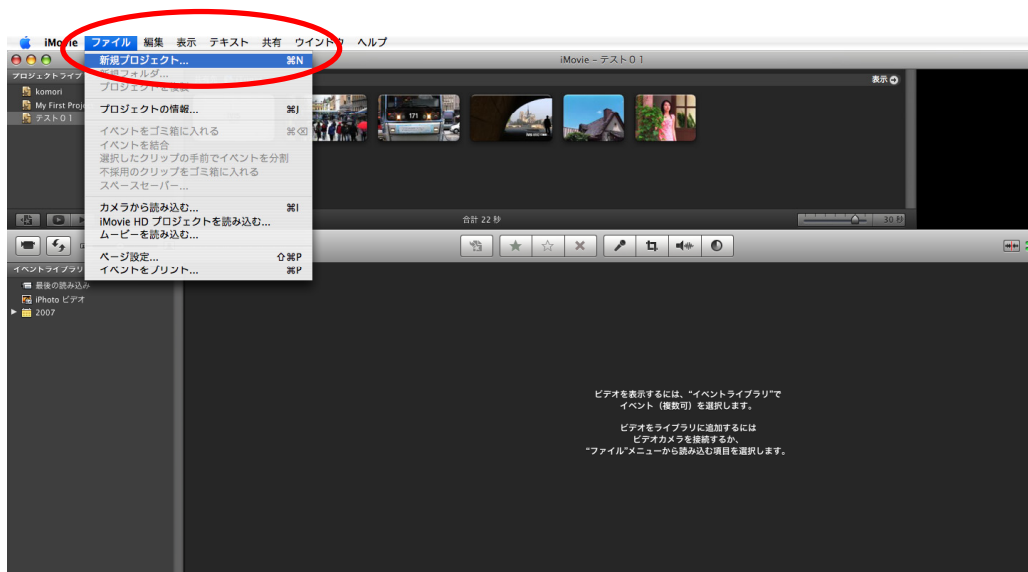 iMovie ファイル 編集 表示 テキスト 共有 ウインドウ ヘルプ
iMovie – テスト01
新規プロジェクト... ⌘N
新規フォルダ...
プロジェクトを複製
プロジェクトの情報... ⌘J
イベントをゴミ箱に入れる ⌘⌫
イベントを結合
選択したクリップの手前でイベントを分割
不採用のクリップをゴミ箱に入れる
スペースセーバー...
カメラから読み込む... ⌘I
iMovie HD プロジェクトを読み込む...
ムービーを読み込む...
ページ設定... ⇧⌘P
イベントをプリント... ⌘P
プロジェクトライブ
komori
My First Proje
テスト01
表示
171
合計 22 秒
30 秒
イベントライブラリ
最後の読み込み
iPhoto ビデオ
2007
ビデオを表示するには、“イベントライブラリ”で
イベント（複数可）を選択します。
ビデオをライブラリに追加するには
ビデオカメラを接続するか、
“ファイル”メニューから読み込む項目を選択します。